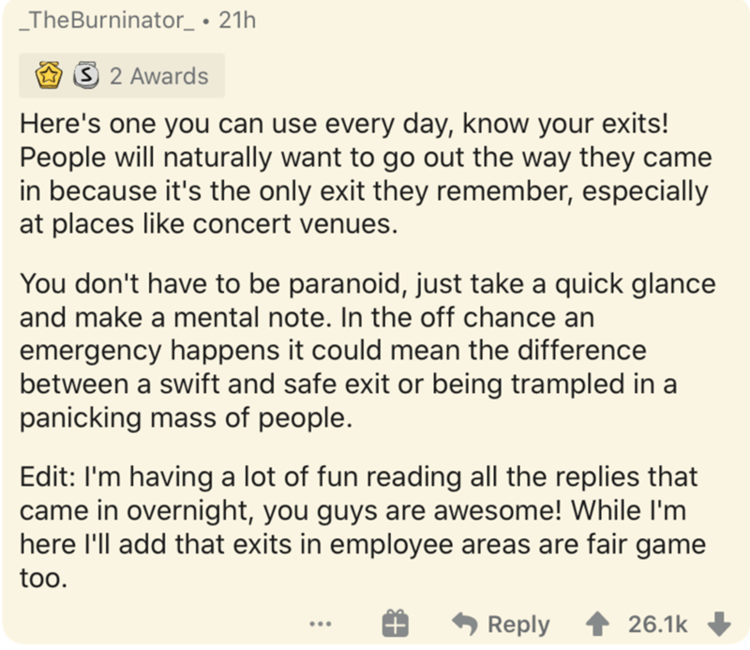 _TheBurninator_ • 21h
S 2 Awards
Here's one you can use every day, know your exits!
People will naturally want to go out the way they came
in because it's the only exit they remember, especially
at places like concert venues.
You don't have to be paranoid, just take a quick glance
and make a mental note. In the off chance an
emergency happens it could mean the difference
between a swift and safe exit or being trampled in a
panicking mass of people.
Edit: I'm having a lot of fun reading all the replies that
came in overnight, you guys are awesome! While I'm
here I'll add that exits in employee areas are fair game
too.
Reply 26.1k